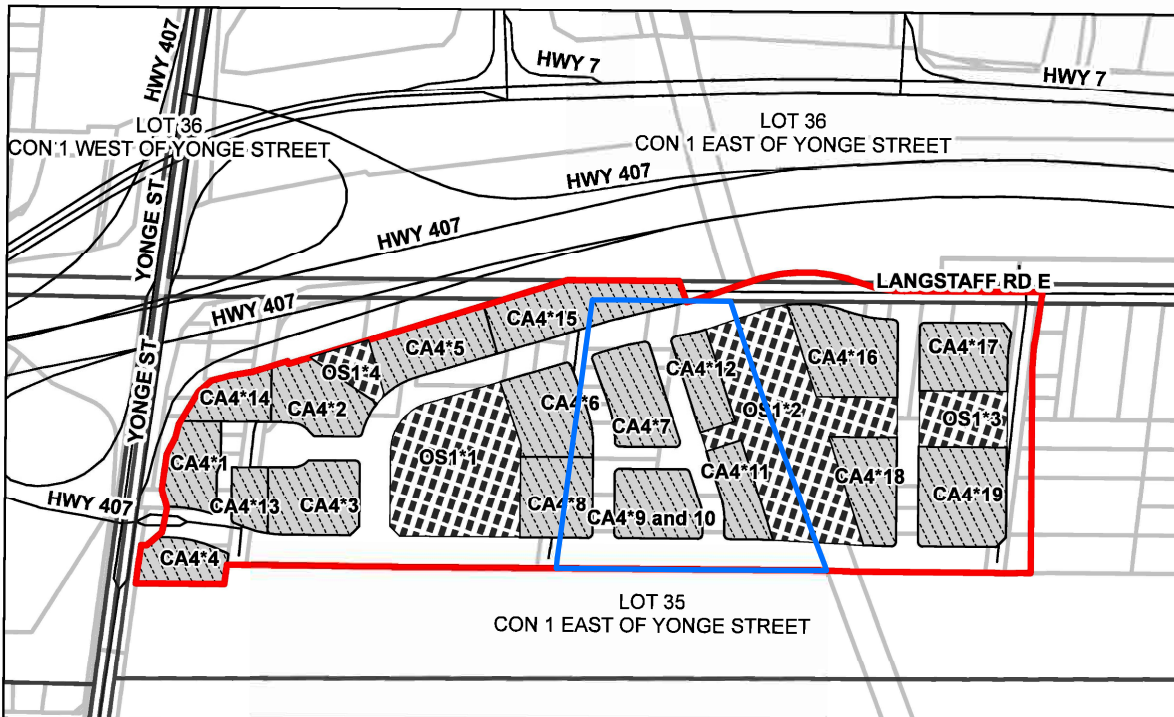 HWY 407
HWY 7
HWY 7
LOT 36
CON 1 WEST OF YONGE STREET
LOT 36
CON 1 EAST OF YONGE STREET
HWY 407
YONGE ST
HWY 407
LANGSTAFF RD E
HWY 407
CA4*15
CA4*5
OS1*4
CA4*12
CA4*16
CA4*17
CA4*14
CA4*2
CA4*6
CA4*7
OS1*2
OS1*3
YONGE ST
CA4*1
OS1*1
CA4*11
CA4*18
HWY 407
CA4*13
CA4*3
CA4*8
CA4*9 and 10
CA4*19
CA4*4
LOT 35
CON 1 EAST OF YONGE STREET